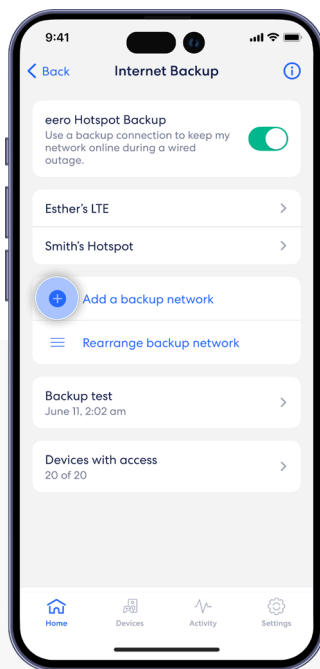 9:41
Back
Internet Backup
eero Hotspot Backup
Use a backup connection to keep my
network online during a wired
outage.
Esther's LTE
Smith's Hotspot
Add a backup network
Rearrange backup network
Backup test
June 11, 2:02 am
Devices with access
20 of 20
Home
Devices
Activity
Settings